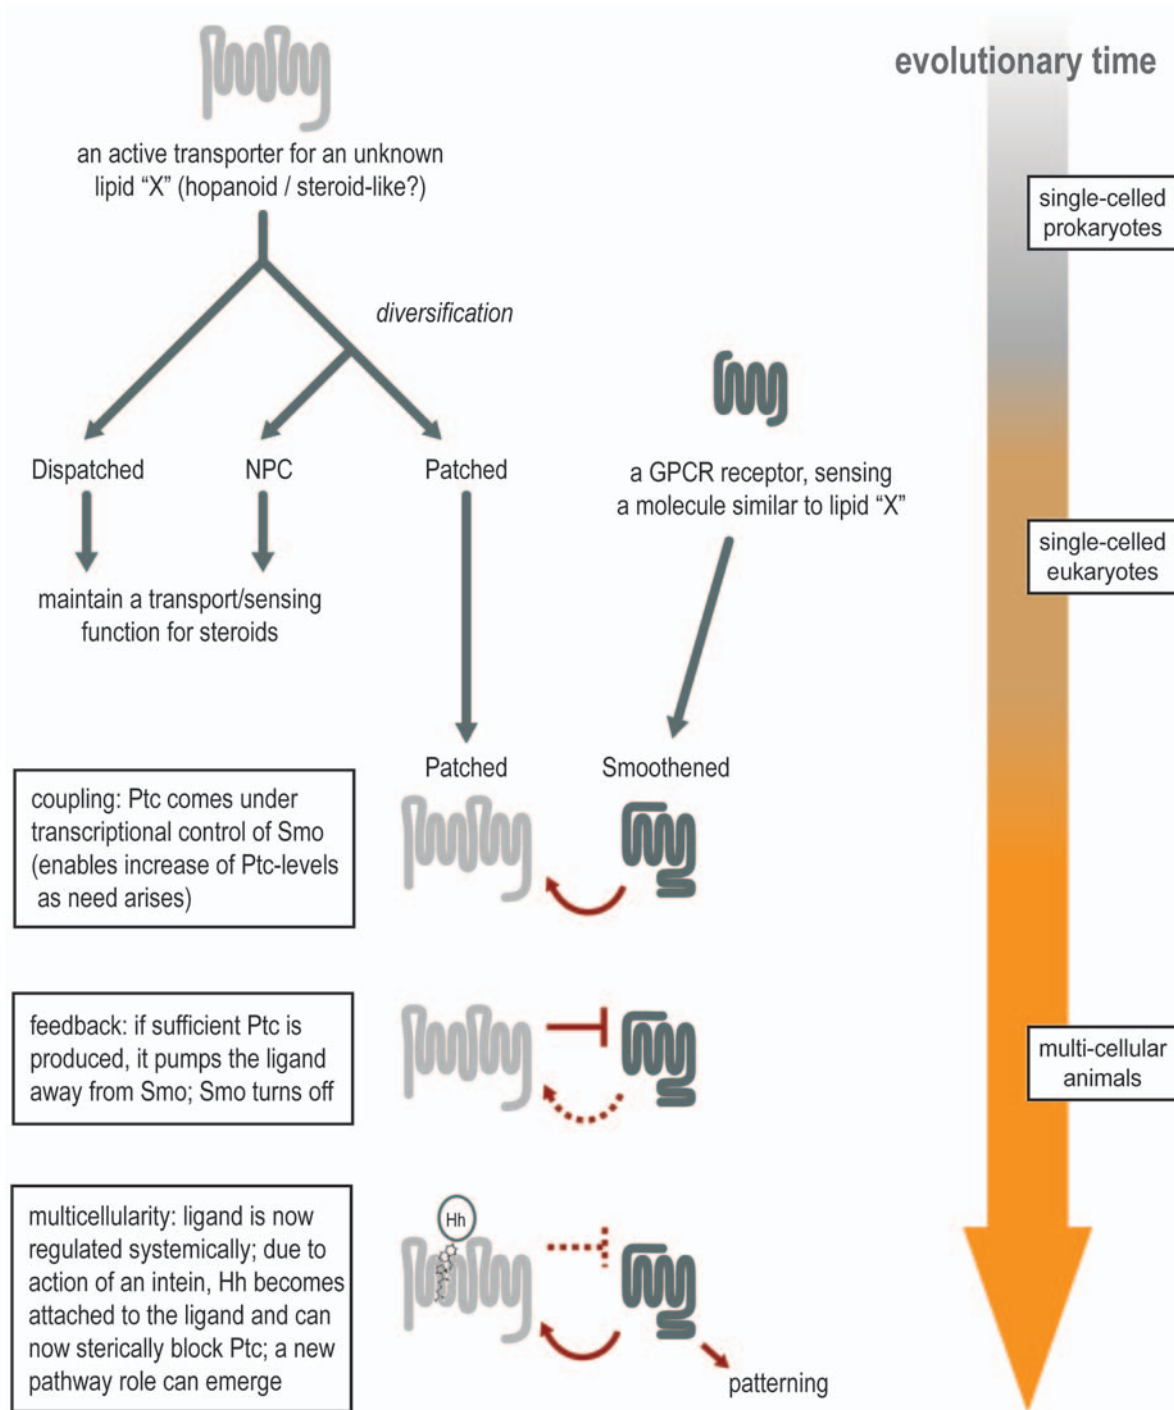 evolutionary time
an active transporter for an unknown
lipid “X” (hopanoid / steroid-like?)
single-celled
prokaryotes
diversification
Dispatched
NPC
Patched
a GPCR receptor, sensing
a molecule similar to lipid “X”
single-celled
eukaryotes
maintain a transport/sensing
function for steroids
Patched
Smoothened
coupling: Ptc comes under
transcriptional control of Smo
(enables increase of Ptc-levels
as need arises)
feedback: if sufficient Ptc is
produced, it pumps the ligand
away from Smo; Smo turns off
multi-cellular
animals
multicellularity: ligand is now
regulated systemically; due to
action of an intein, Hh becomes
attached to the ligand and can
now sterically block Ptc; a new
pathway role can emerge
Hh
patterning